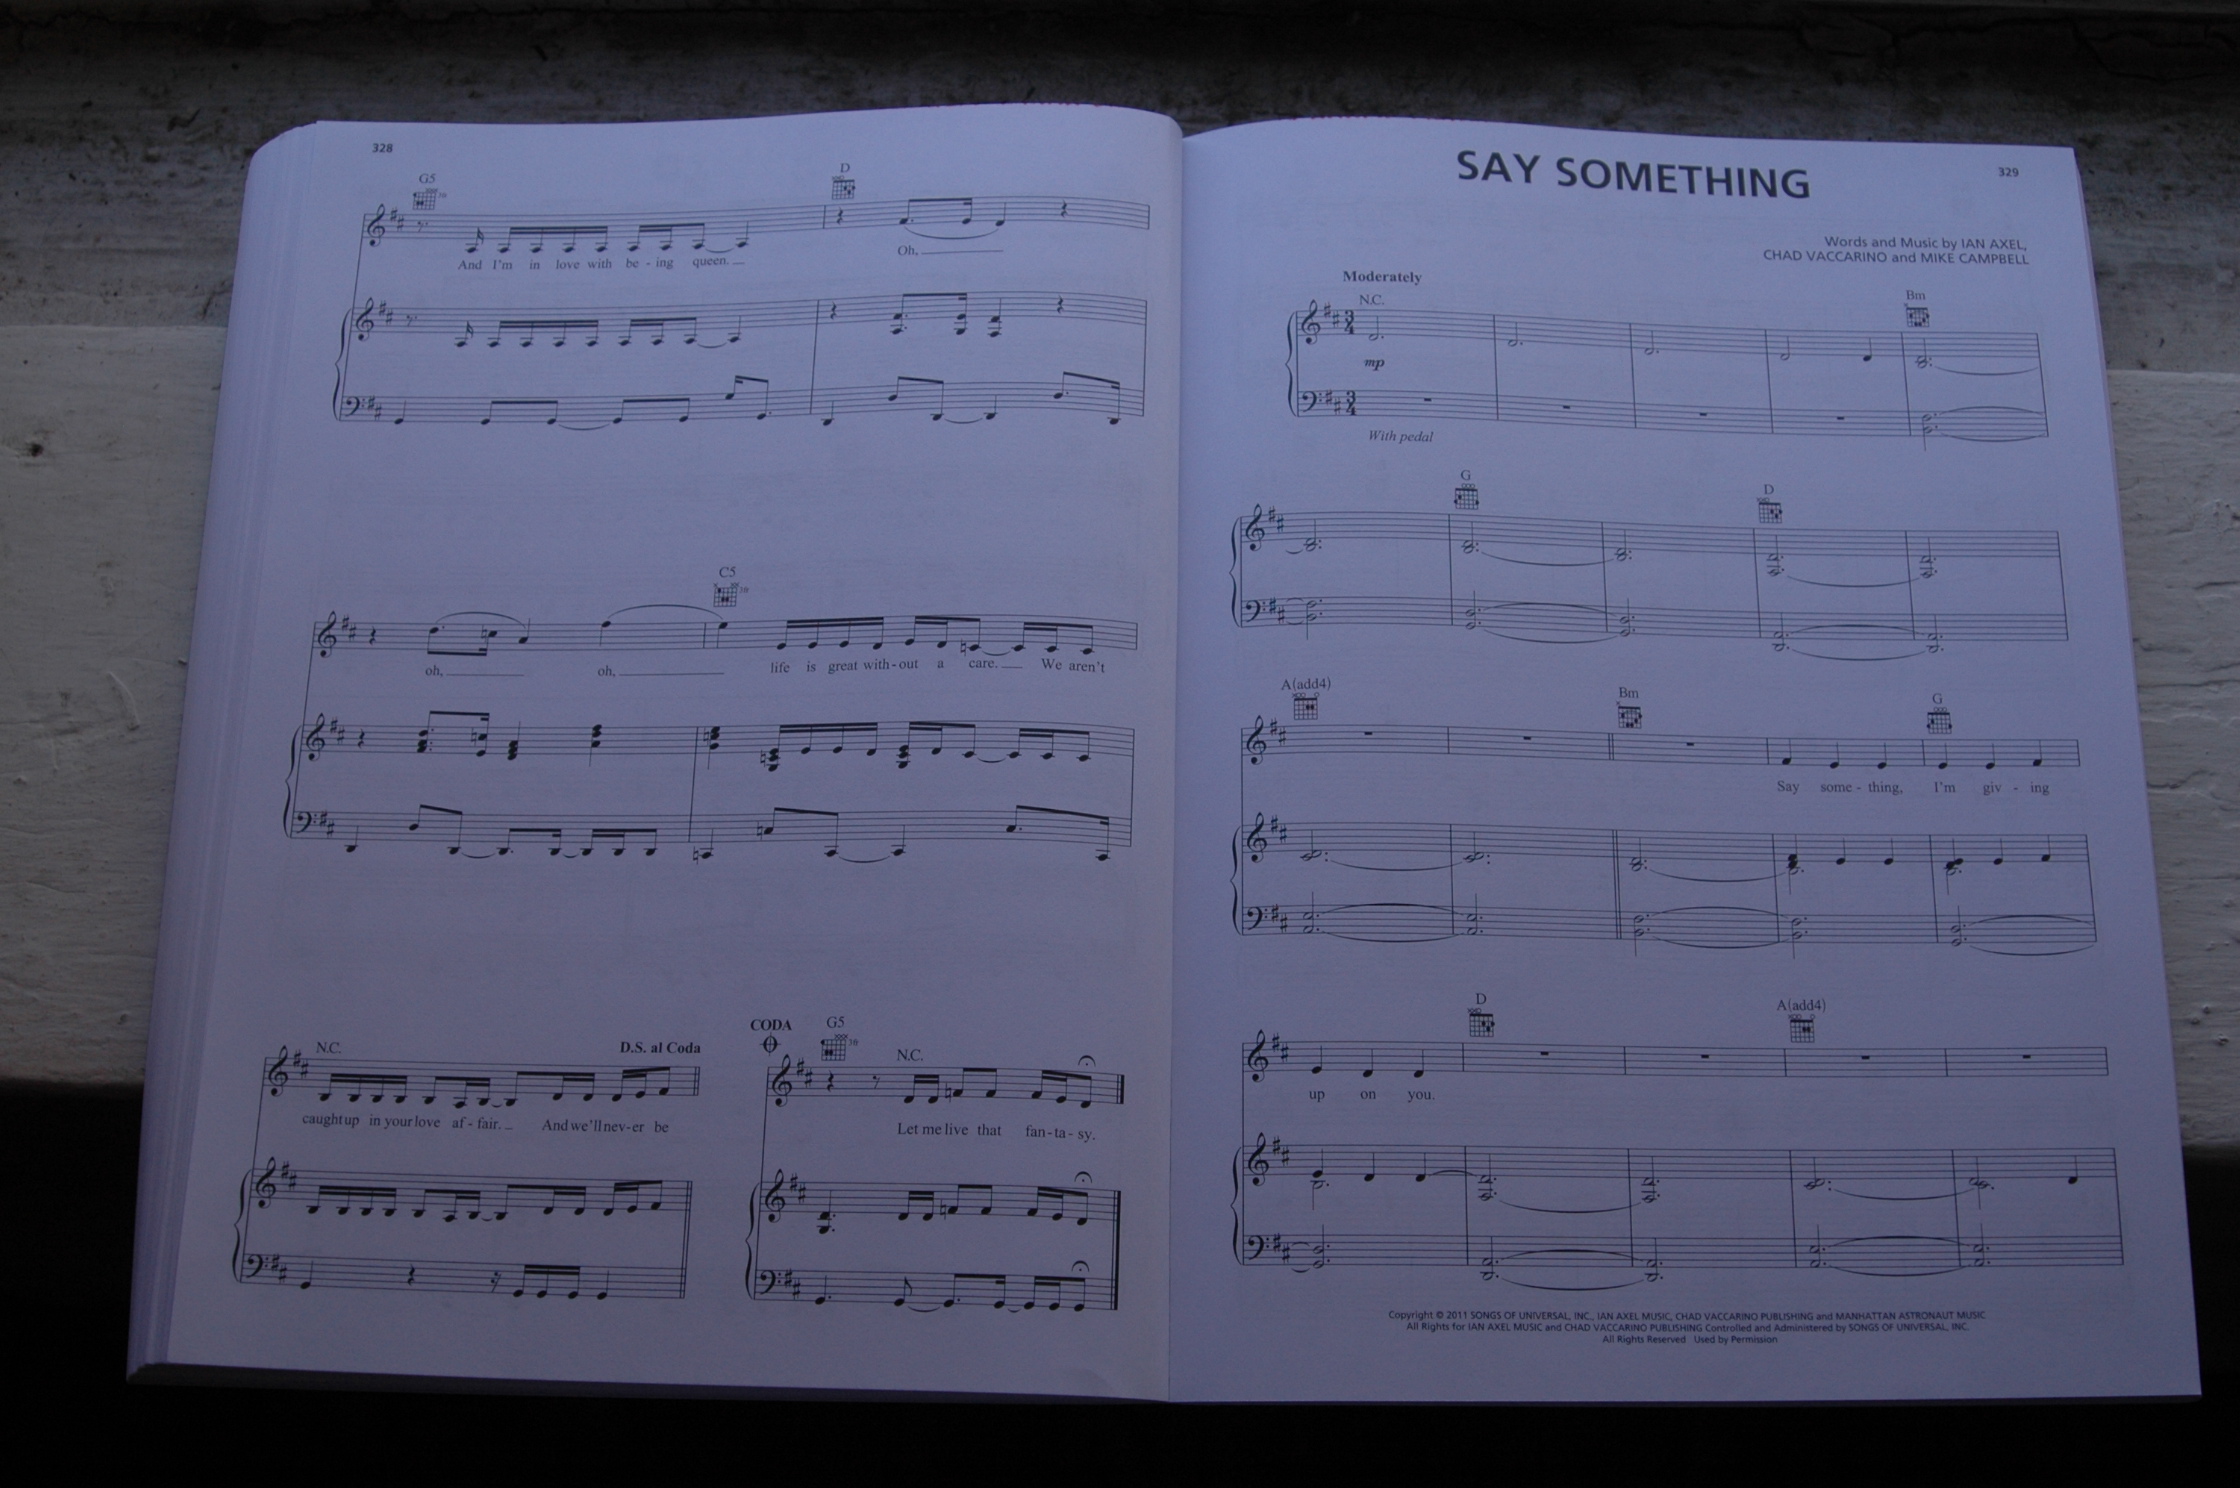 328
G5 D
And I'm in love with be - ing queen.
Oh,
C5
oh, oh, life is great with - out a care. We aren't
N.C. D.S. al Coda
caught up in your love af - fair. And we'll nev - er be
CODA G5 N.C.
Let me live that fan - ta - sy.
SAY SOMETHING
329
Words and Music by IAN AXEL,
CHAD VACCARINO and MIKE CAMPBELL
Moderately
N.C. Bm
3/4
mp
3/4
With pedal
G D
A(add4) Bm G
Say some - thing, I'm giv - ing
D A(add4)
up on you.
Copyright © 2011 SONGS OF UNIVERSAL, INC., IAN AXEL MUSIC, CHAD VACCARINO PUBLISHING and MANHATTAN ASTRONAUT MUSIC
All Rights for IAN AXEL MUSIC and CHAD VACCARINO PUBLISHING Controlled and Administered by SONGS OF UNIVERSAL, INC.
All Rights Reserved Used by Permission